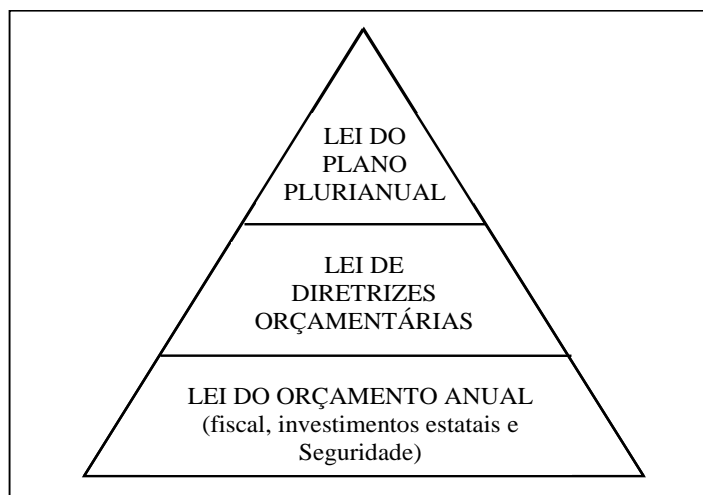 LEI DO
PLANO
PLURIANUAL
LEI DE
DIRETRIZES
ORÇAMENTÁRIAS
LEI DO ORÇAMENTO ANUAL
(fiscal, investimentos estatais e
Seguridade)